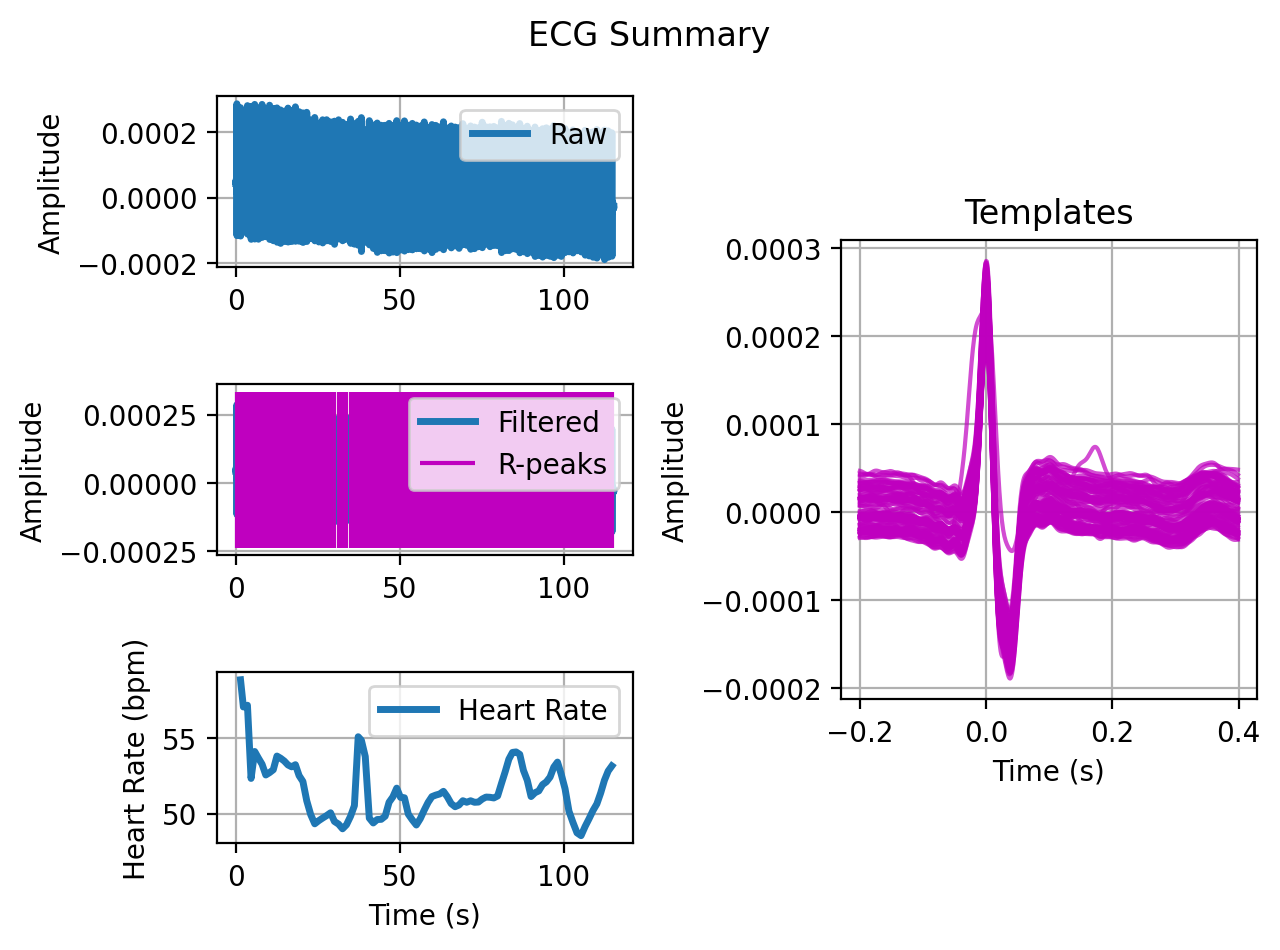 ECG Summary
Amplitude
0.0002
0.0000
−0.0002
Raw
0
50
100
Amplitude
0.00025
0.00000
−0.00025
Filtered
R-peaks
0
50
100
Heart Rate (bpm)
55
50
Heart Rate
0
50
100
Time (s)
Templates
Amplitude
0.0003
0.0002
0.0001
0.0000
−0.0001
−0.0002
−0.2
0.0
0.2
0.4
Time (s)